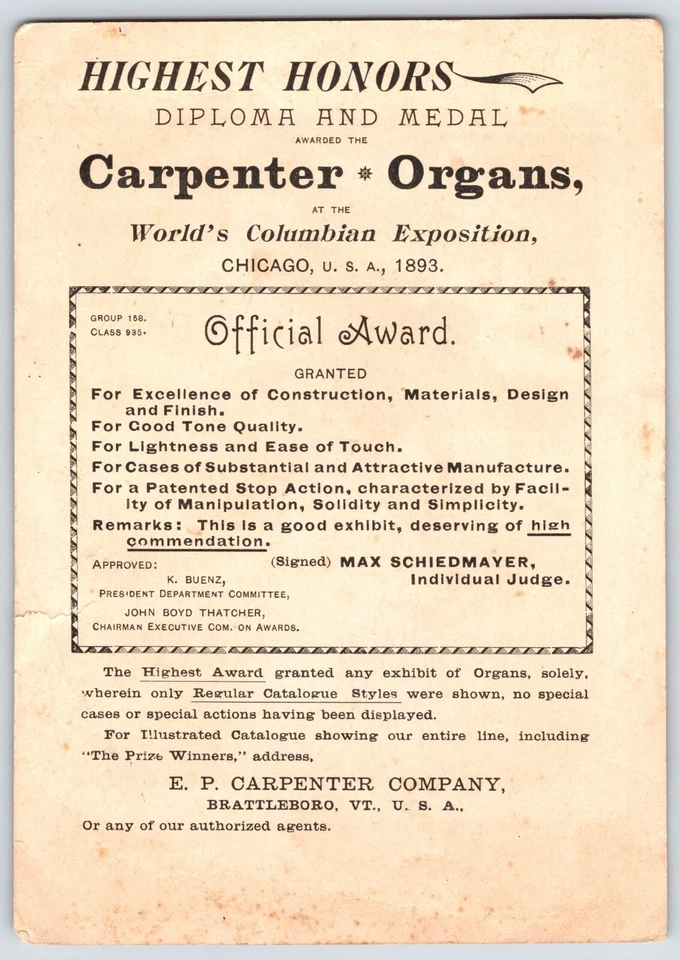 HIGHEST HONORS
DIPLOMA AND MEDAL
AWARDED THE
Carpenter Organs,
AT THE
World's Columbian Exposition,
CHICAGO, U. S. A., 1893.
GROUP 158.
CLASS 935.
Official Award.
GRANTED
For Excellence of Construction, Materials, Design
and Finish.
For Good Tone Quality.
For Lightness and Ease of Touch.
For Cases of Substantial and Attractive Manufacture.
For a Patented Stop Action, characterized by Facil-
ity of Manipulation, Solidity and Simplicity.
Remarks: This is a good exhibit, deserving of high
commendation.
APPROVED:
(Signed) MAX SCHIEDMAYER,
K. BUENZ,
Individual Judge.
PRESIDENT DEPARTMENT COMMITTEE,
JOHN BOYD THATCHER,
CHAIRMAN EXECUTIVE COM. ON AWARDS.
The Highest Award granted any exhibit of Organs, solely,
wherein only Regular Catalogue Styles were shown, no special
cases or special actions having been displayed.
For Illustrated Catalogue showing our entire line, including
"The Prize Winners," address,
E. P. CARPENTER COMPANY,
BRATTLEBORO, VT., U. S. A.,
Or any of our authorized agents.